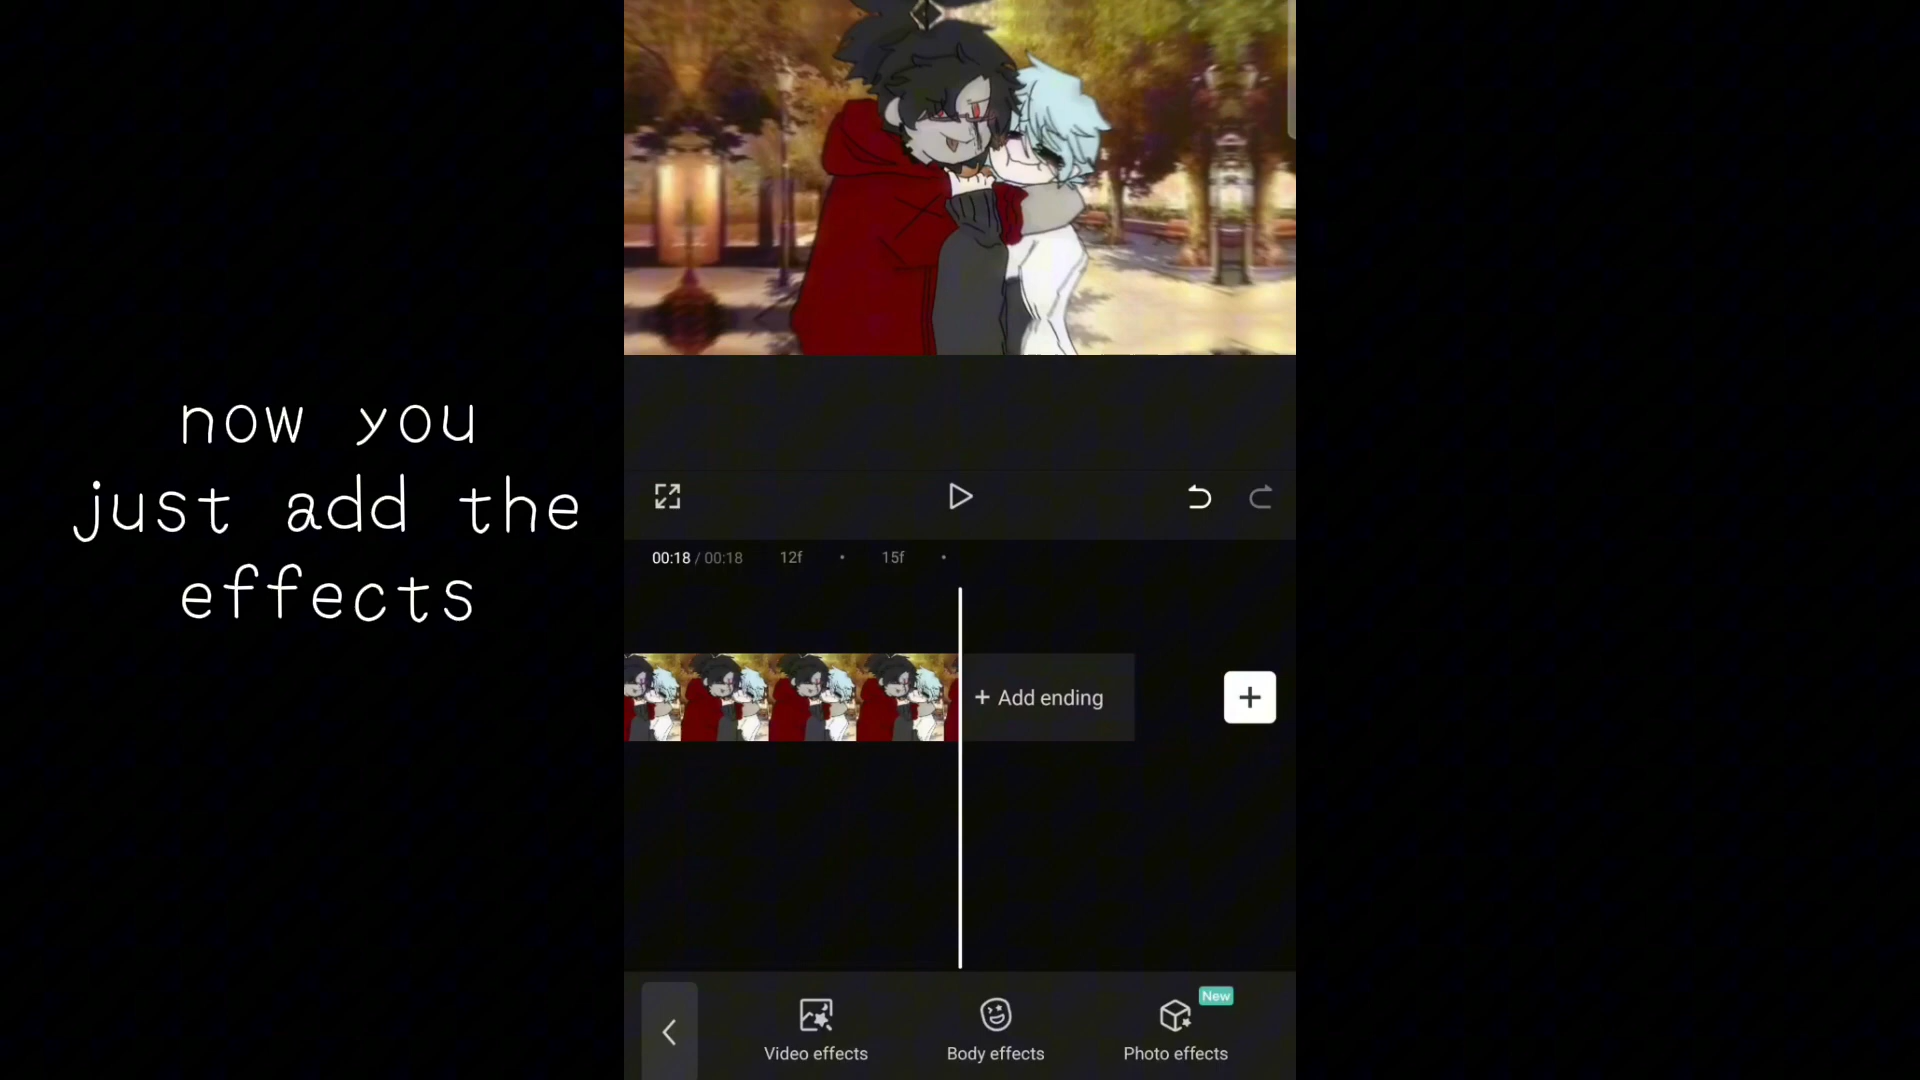 now you
just add the
effects
00:18 / 00:18 12f 15f
+ Add ending
New
Video effects Body effects Photo effects